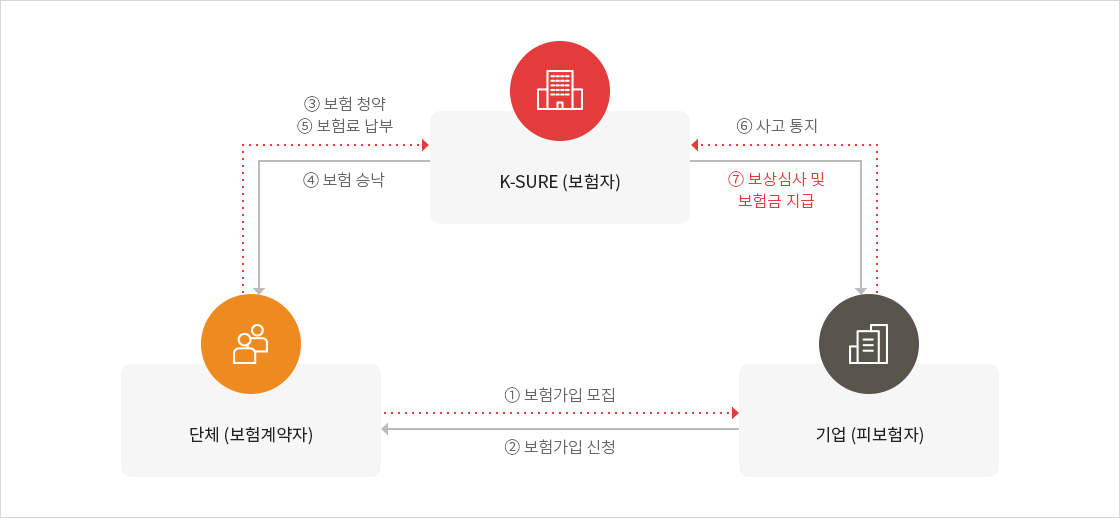 ③ 보험 청약
⑤ 보험료 납부
⑥ 사고 통지
④ 보험 승낙
K-SURE (보험자)
⑦ 보상심사 및
보험금 지급
① 보험가입 모집
단체 (보험계약자)
기업 (피보험자)
② 보험가입 신청